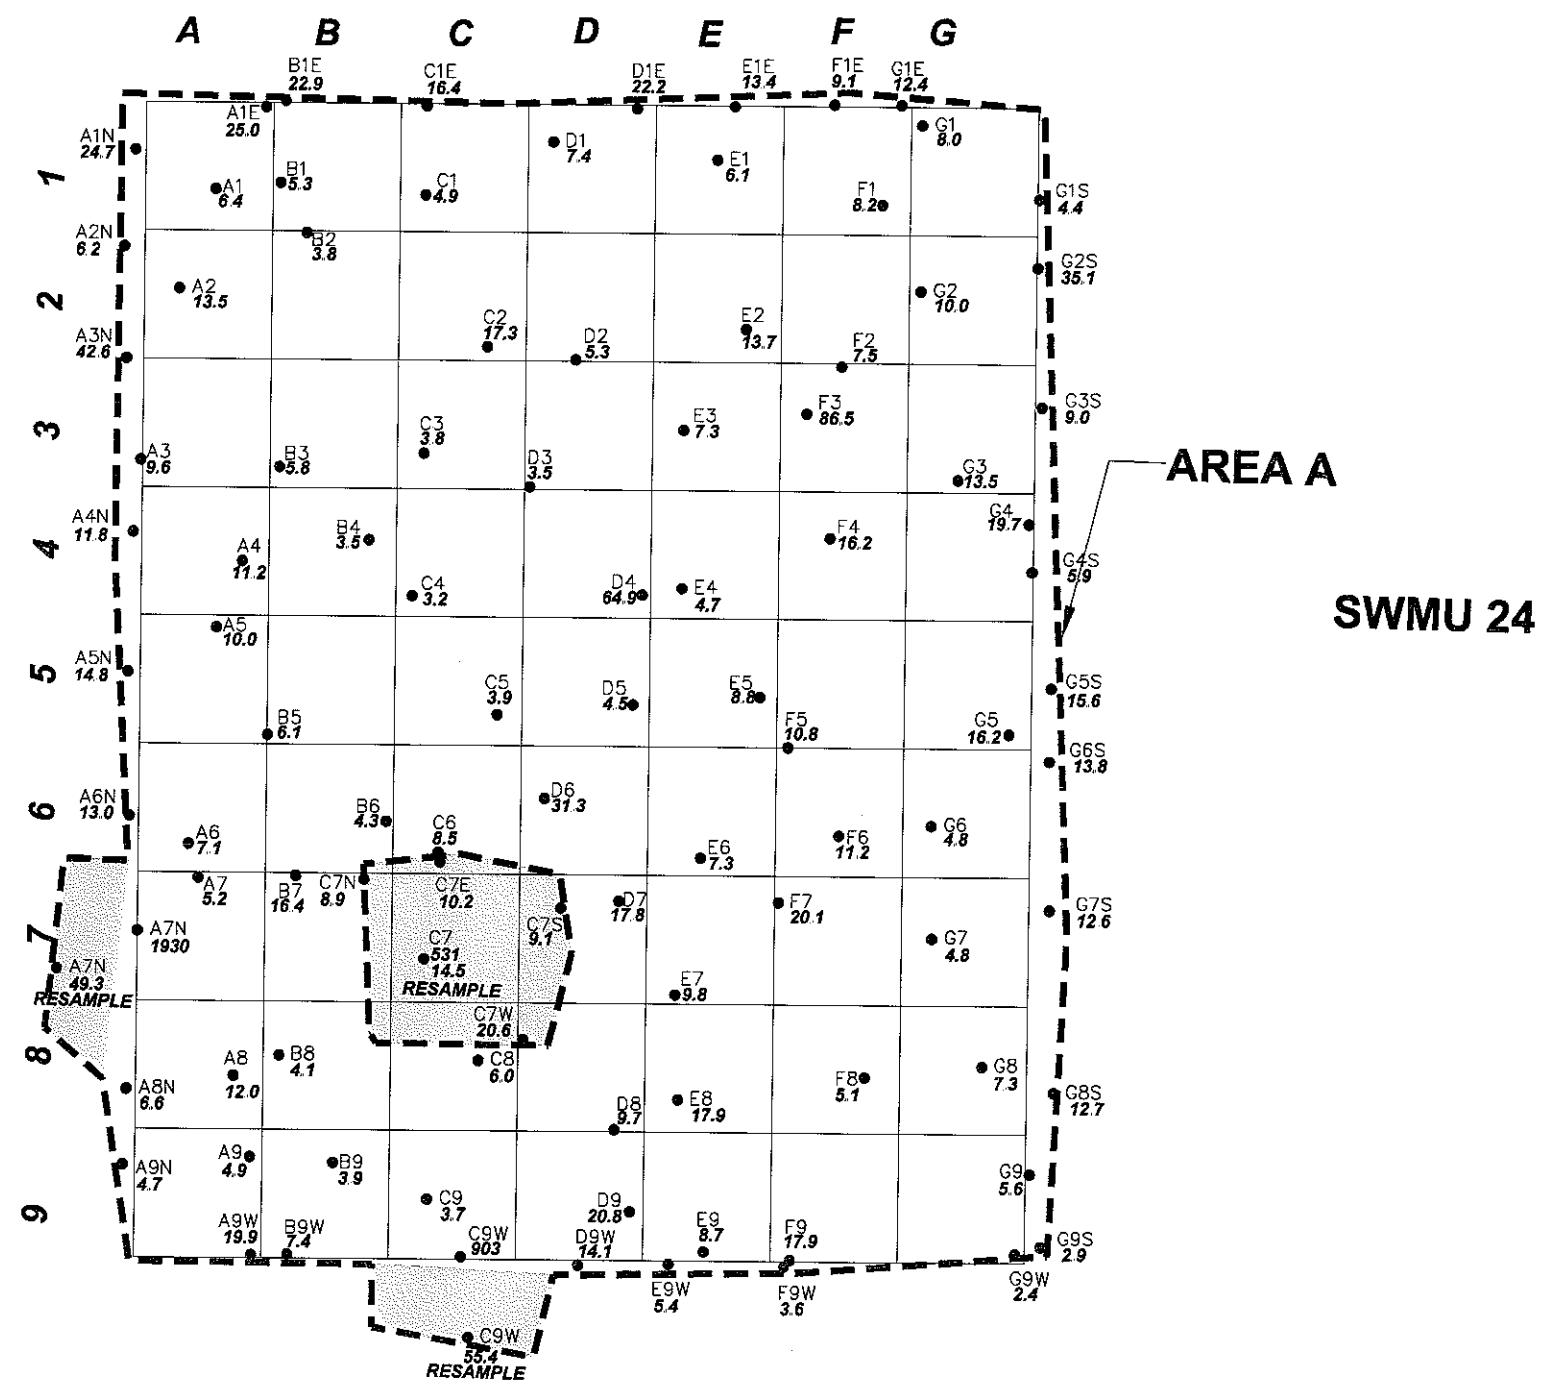 A B C D E F G
B1E
22.9
C1E
16.4
D1E
22.2
E1E
13.4
F1E
9.1
G1E
12.4
A1E
25.0
A1N
24.7
1
A1
6.4
B1
5.3
C1
4.9
D1
7.4
E1
6.1
F1
8.2
G1
8.0
G1S
4.4
A2N
6.2
2
A2
13.5
B2
3.8
C2
17.3
D2
5.3
E2
13.7
F2
7.5
G2
10.0
G2S
35.1
A3N
42.6
3
A3
9.6
B3
5.8
C3
3.8
D3
3.5
E3
7.3
F3
86.5
G3
13.5
G3S
9.0
AREA A
A4N
11.8
4
A4
11.2
B4
3.5
C4
3.2
D4
64.9
E4
4.7
F4
16.2
G4
19.7
G4S
5.9
SWMU 24
A5N
14.8
5
A5
10.0
B5
6.1
C5
3.9
D5
4.5
E5
8.8
F5
10.8
G5
16.2
G5S
15.6
G6S
13.8
A6N
13.0
6
A6
7.1
B6
4.3
C6
8.5
D6
31.3
E6
7.3
F6
11.2
G6
4.8
A7
5.2
B7
16.4
C7N
8.9
C7E
10.2
C7S
9.1
D7
17.8
F7
20.1
G7S
12.6
7
A7N
1930
A7N
49.3
RESAMPLE
C7
531
14.5
RESAMPLE
E7
9.8
G7
4.8
C7W
20.6
8
A8N
6.6
A8
12.0
B8
4.1
C8
6.0
D8
9.7
E8
17.9
F8
5.1
G8
7.3
G8S
12.7
9
A9N
4.7
A9
4.9
B9
3.9
C9
3.7
D9
20.8
E9
8.7
F9
17.9
G9
5.6
A9W
19.9
B9W
7.4
C9W
903
D9W
14.1
E9W
5.4
F9W
3.6
G9S
2.9
G9W
2.4
C9W
55.4
RESAMPLE